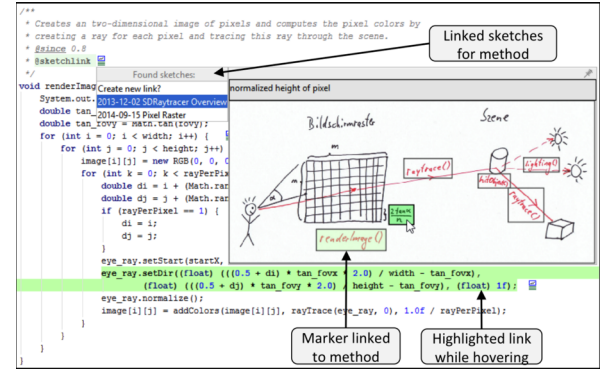 /**
* Creates an two-dimensional image of pixels and computes the pixel colors by
* creating a ray for each pixel and tracing this ray through the scene.
* @since 0.8
* @sketchlink
*/
Linked sketches
for method
Found sketches:
Create new link?
2013-12-02 SDRaytracer Overview
2014-09-15 Pixel Raster
normalized height of pixel
void renderImag
System.out.
double tan_
double tan_fovy = Math.tan(fovy);
for (int i = 0; i < width; i++) {
for (int j = 0; j < height; j++)
image[i][j] = new RGB(0, 0, 0
for (int k = 0; k < rayPerPix
double di = i + (Math.ran
double dj = j + (Math.ran
if (rayPerPixel == 1) {
di = i;
dj = j;
}
eye_ray.setStart(startX,
eye_ray.setDir((float) (((0.5 + di) * tan_fovx * 2.0) / width - tan_fovx),
(float) (((0.5 + dj) * tan_fovy * 2.0) / height - tan_fovy), (float) 1f);
eye_ray.normalize();
image[i][j] = addColors(image[i][j], rayTrace(eye_ray, 0), 1.0f / rayPerPixel);
}
}
}
}
Bildschirmraster
Szene
m
m
α
raytrace()
lighting()
hitObject()
raytrace()
renderImage()
Marker linked
to method
Highlighted link
while hovering